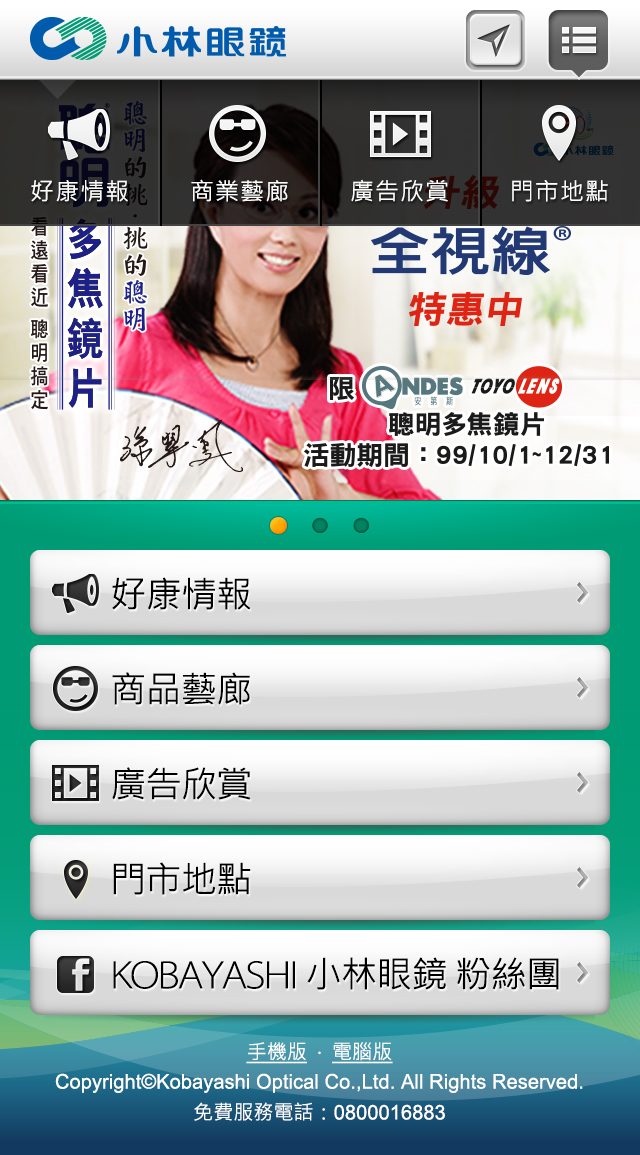 小林眼鏡
好康情報
商業藝廊
廣告欣賞
門市地點
小林眼鏡
聰明多焦鏡片
聰明的挑·挑的聰明
看遠看近 聰明搞定
升級
全視線®
特惠中
限 ANDES 安第斯 TOYO LENS
聰明多焦鏡片
活動期間：99/10/1~12/31
好康情報
商品藝廊
廣告欣賞
門市地點
KOBAYASHI 小林眼鏡 粉絲團
手機版 · 電腦版
Copyright©Kobayashi Optical Co.,Ltd. All Rights Reserved.
免費服務電話：0800016883